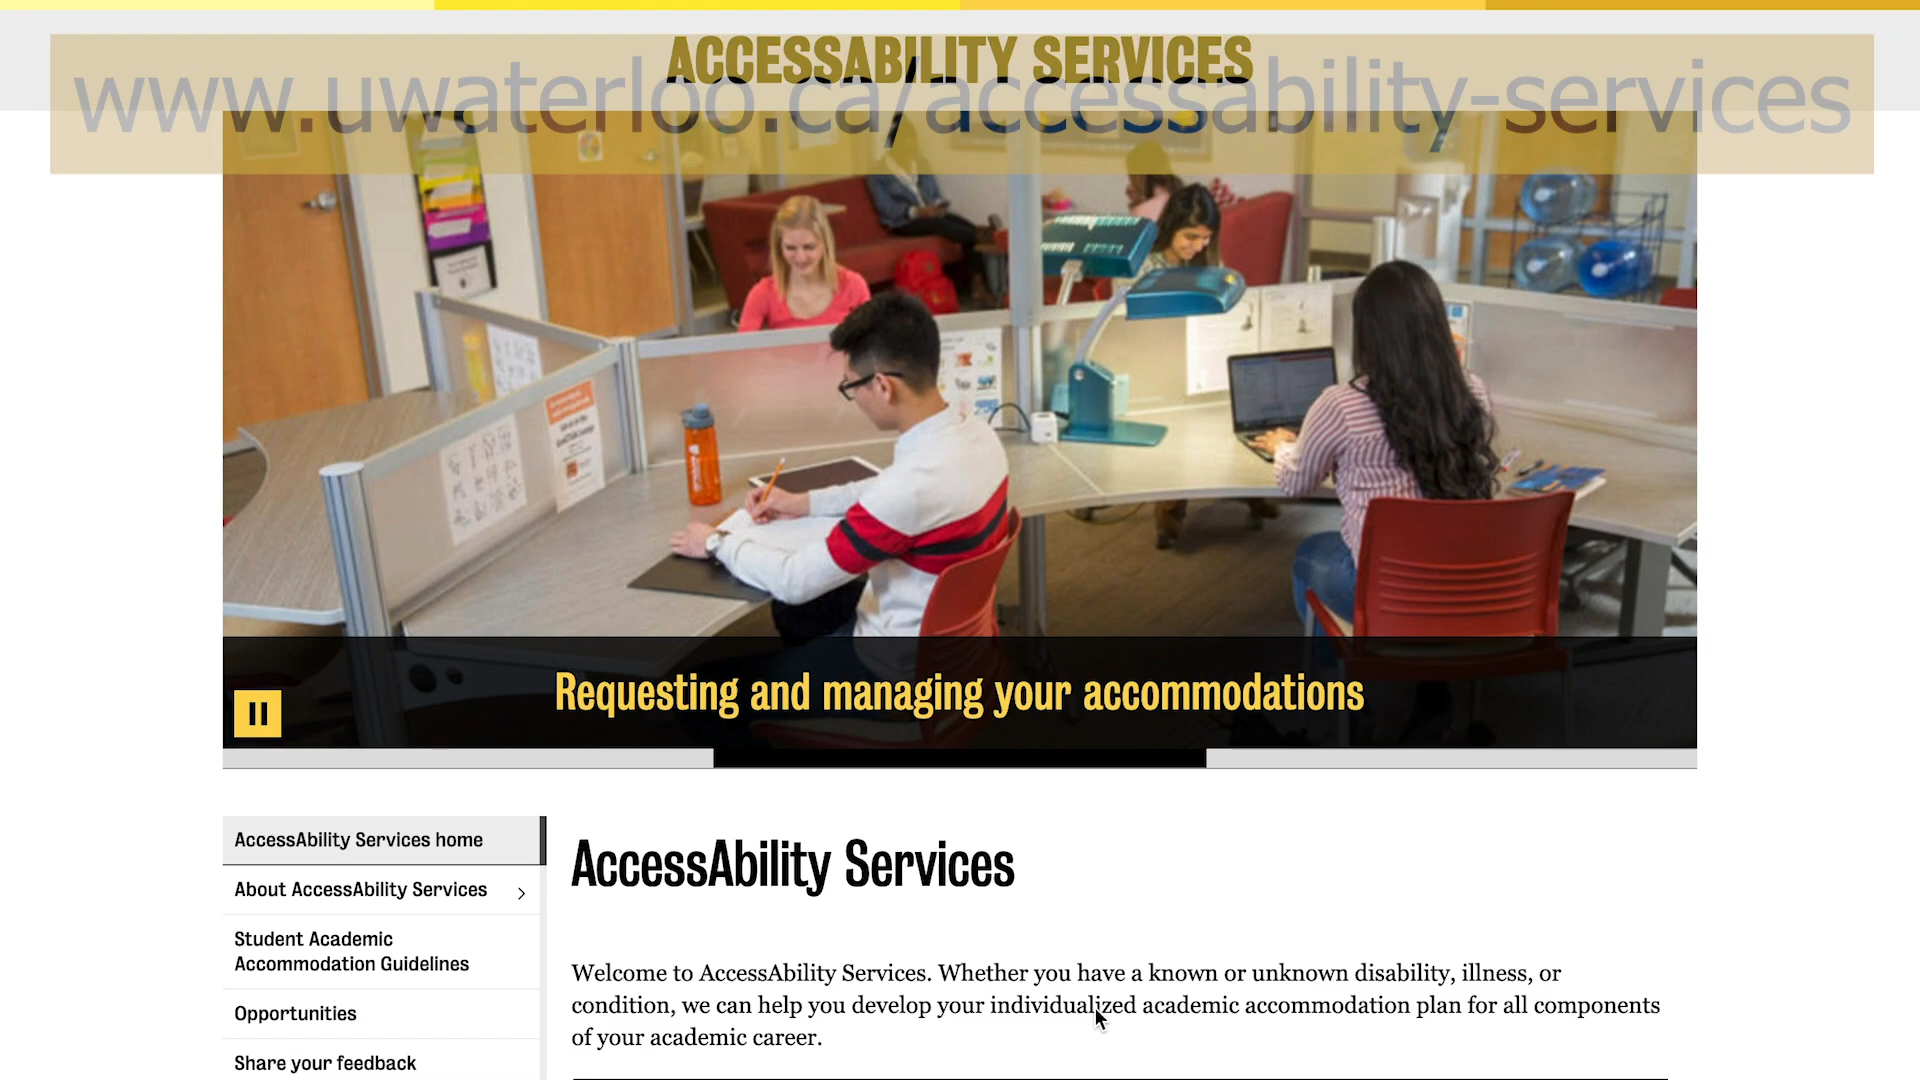 ACCESSABILITY SERVICES
www.uwaterloo.ca/accessability-services
Requesting and managing your accommodations
AccessAbility Services home
About AccessAbility Services
Student Academic
Accommodation Guidelines
Opportunities
Share your feedback
AccessAbility Services
Welcome to AccessAbility Services. Whether you have a known or unknown disability, illness, or
condition, we can help you develop your individualized academic accommodation plan for all components
of your academic career.